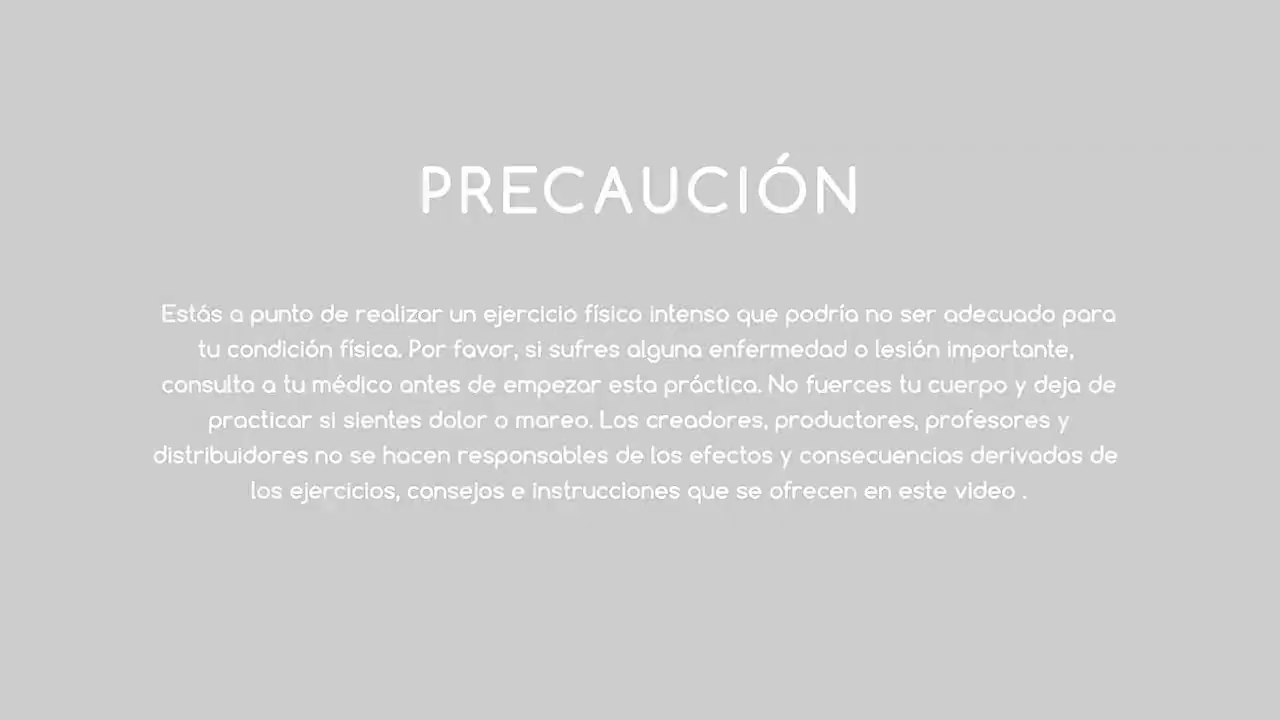 PRECAUCIÓN
Estás a punto de realizar un ejercicio físico intenso que podría no ser adecuado para
tu condición física. Por favor, si sufres alguna enfermedad o lesión importante,
consulta a tu médico antes de empezar esta práctica. No fuerces tu cuerpo y deja de
practicar si sientes dolor o mareo. Los creadores, productores, profesores y
distribuidores no se hacen responsables de los efectos y consecuencias derivadas de
los ejercicios, consejos e instrucciones que se ofrecen en este video .